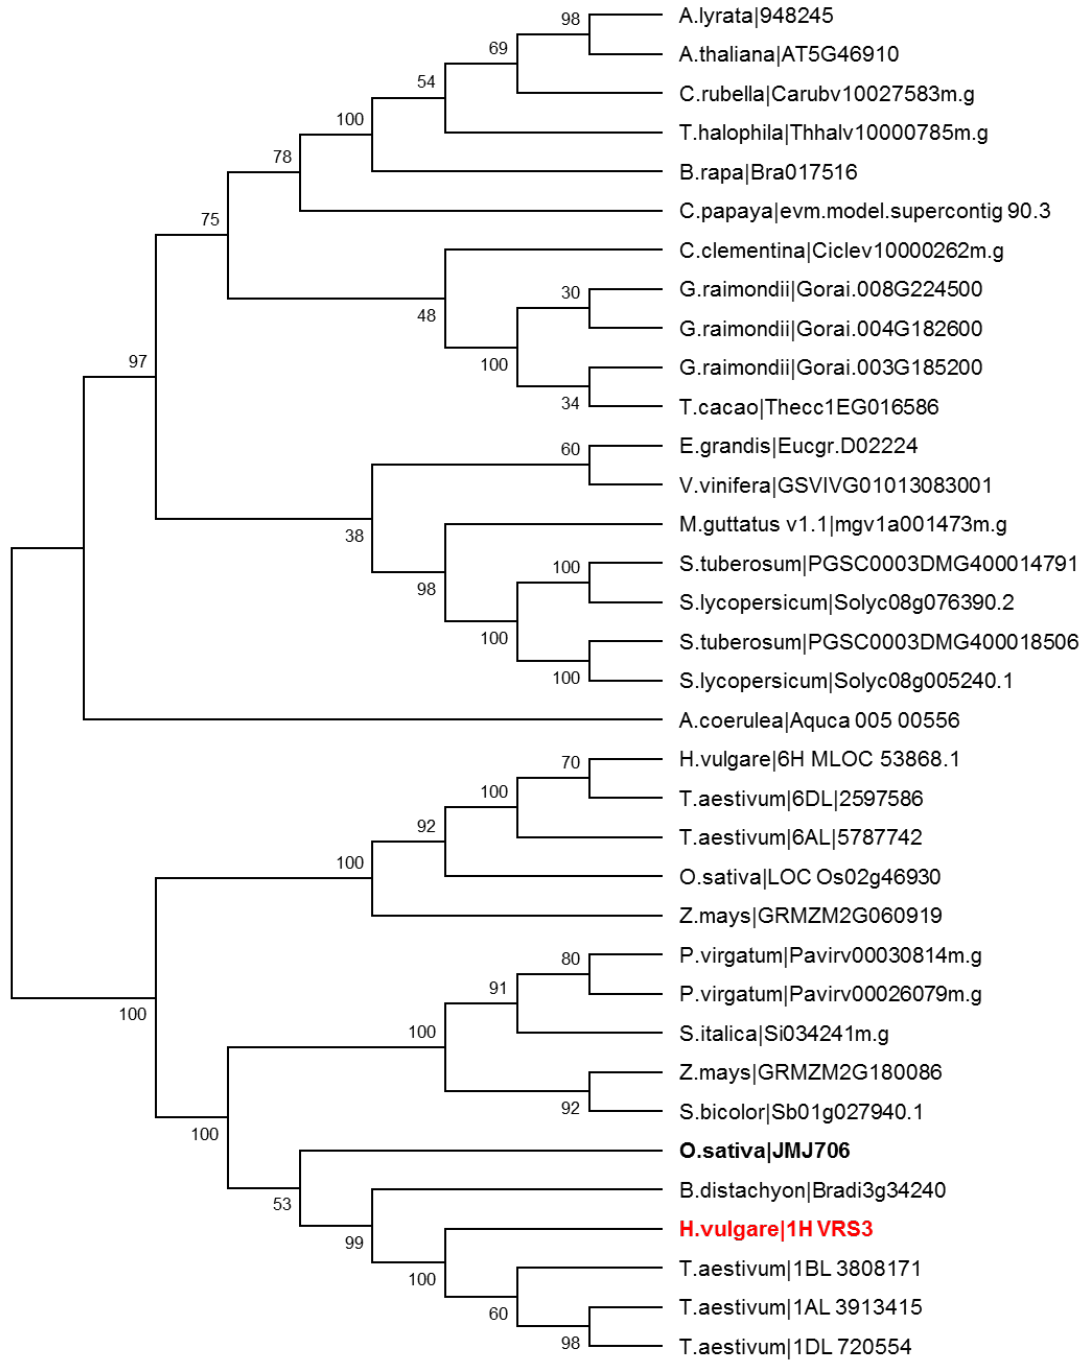 98
A.lyrata|948245
69
A.thaliana|AT5G46910
54
C.rubella|Carubv10027583m.g
100
T.halophila|Thhalv10000785m.g
78
B.rapa|Bra017516
75
C.papaya|evm.model.supercontig 90.3
C.clementina|Ciclev10000262m.g
30
G.raimondii|Gorai.008G224500
48
G.raimondii|Gorai.004G182600
97
100
G.raimondii|Gorai.003G185200
34
T.cacao|Thecc1EG016586
60
E.grandis|Eucgr.D02224
V.vinifera|GSVIVG01013083001
38
M.guttatus v1.1|mgv1a001473m.g
100
S.tuberosum|PGSC0003DMG400014791
98
S.lycopersicum|Solyc08g076390.2
100
S.tuberosum|PGSC0003DMG400018506
100
S.lycopersicum|Solyc08g005240.1
A.coerulea|Aquca 005 00556
70
H.vulgare|6H MLOC 53868.1
100
T.aestivum|6DL|2597586
92
T.aestivum|6AL|5787742
100
O.sativa|LOC Os02g46930
Z.mays|GRMZM2G060919
80
P.virgatum|Pavirv00030814m.g
91
P.virgatum|Pavirv00026079m.g
100
100
S.italica|Si034241m.g
Z.mays|GRMZM2G180086
92
S.bicolor|Sb01g027940.1
100
O.sativa|JMJ706
53
B.distachyon|Bradi3g34240
99
H.vulgare|1H VRS3
100
T.aestivum|1BL 3808171
60
T.aestivum|1AL 3913415
98
T.aestivum|1DL 720554